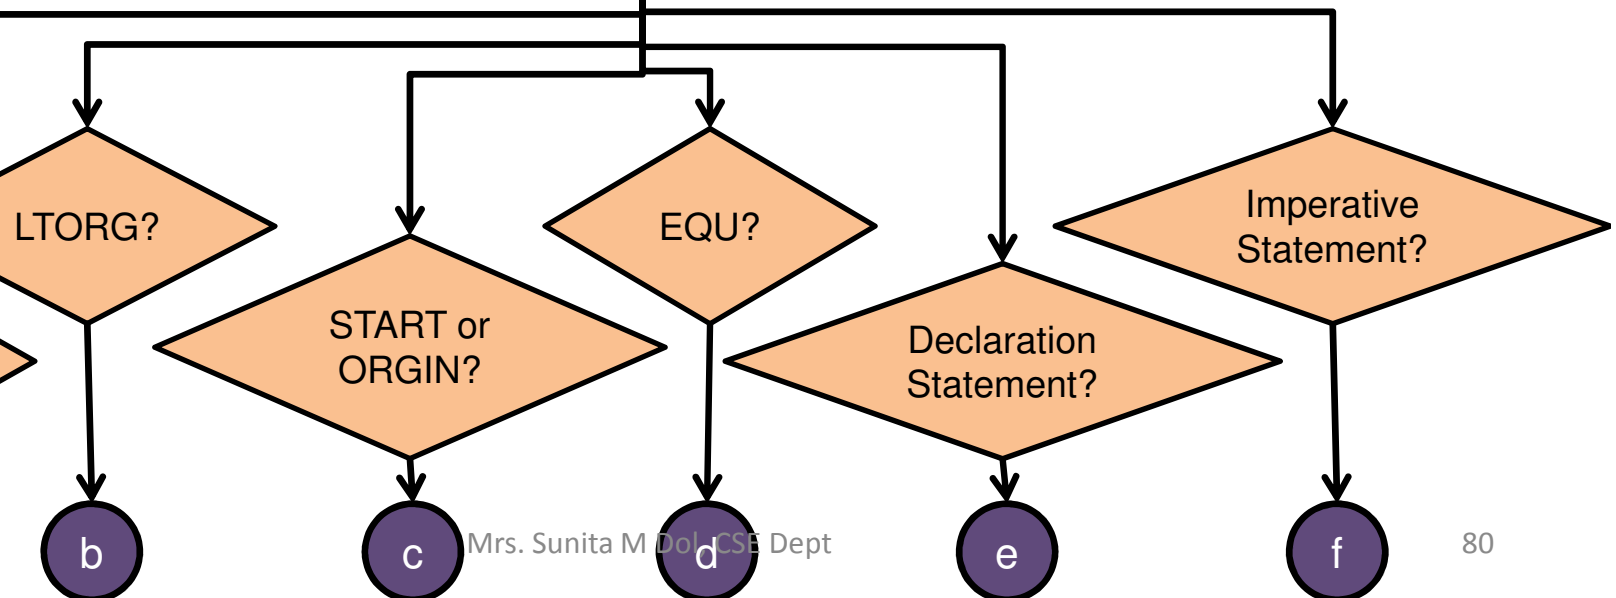 LTORG?
START or
ORGIN?
EQU?
Declaration
Statement?
Imperative
Statement?
b
c
d
e
f
Mrs. Sunita M Dol, CSE Dept
80